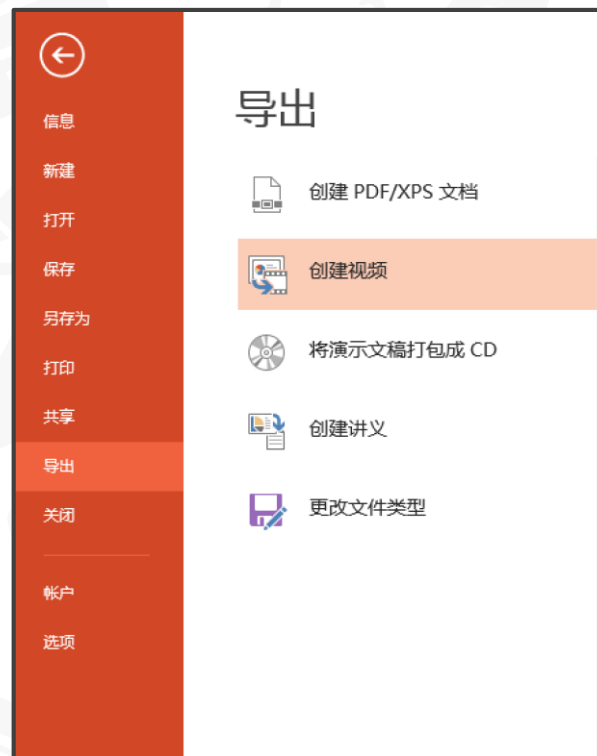 信息
新建
打开
保存
另存为
打印
共享
导出
关闭
帐户
选项
导出
创建 PDF/XPS 文档
创建视频
将演示文稿打包成 CD
创建讲义
更改文件类型